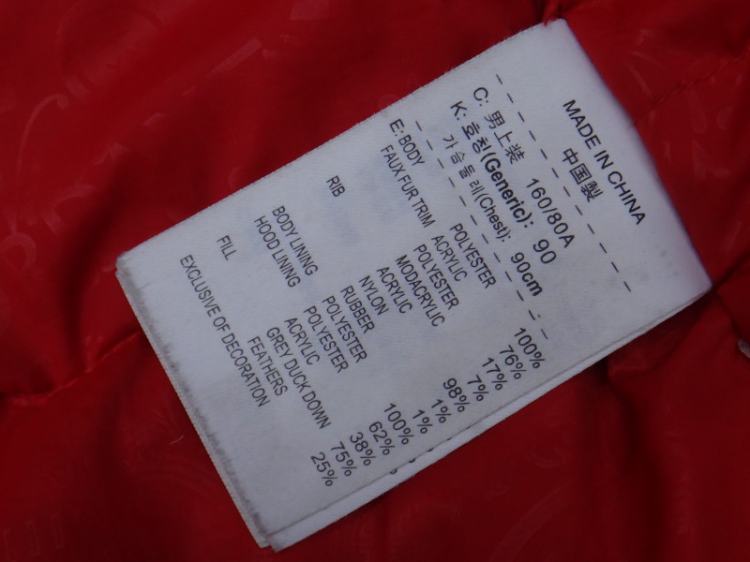 MADE IN CHINA
中国製
C: 男上装 160/80A
K: 호칭(Generic): 90
가슴둘레(Chest): 90cm
E: BODY POLYESTER 100%
FAUX FUR TRIM ACRYLIC 76%
POLYESTER 17%
MODACRYLIC 7%
RIB ACRYLIC 98%
NYLON 1%
RUBBER 1%
BODY LINING POLYESTER 100%
HOOD LINING ACRYLIC 62%
POLYESTER 38%
FILL GREY DUCK DOWN 75%
FEATHERS 25%
EXCLUSIVE OF DECORATION